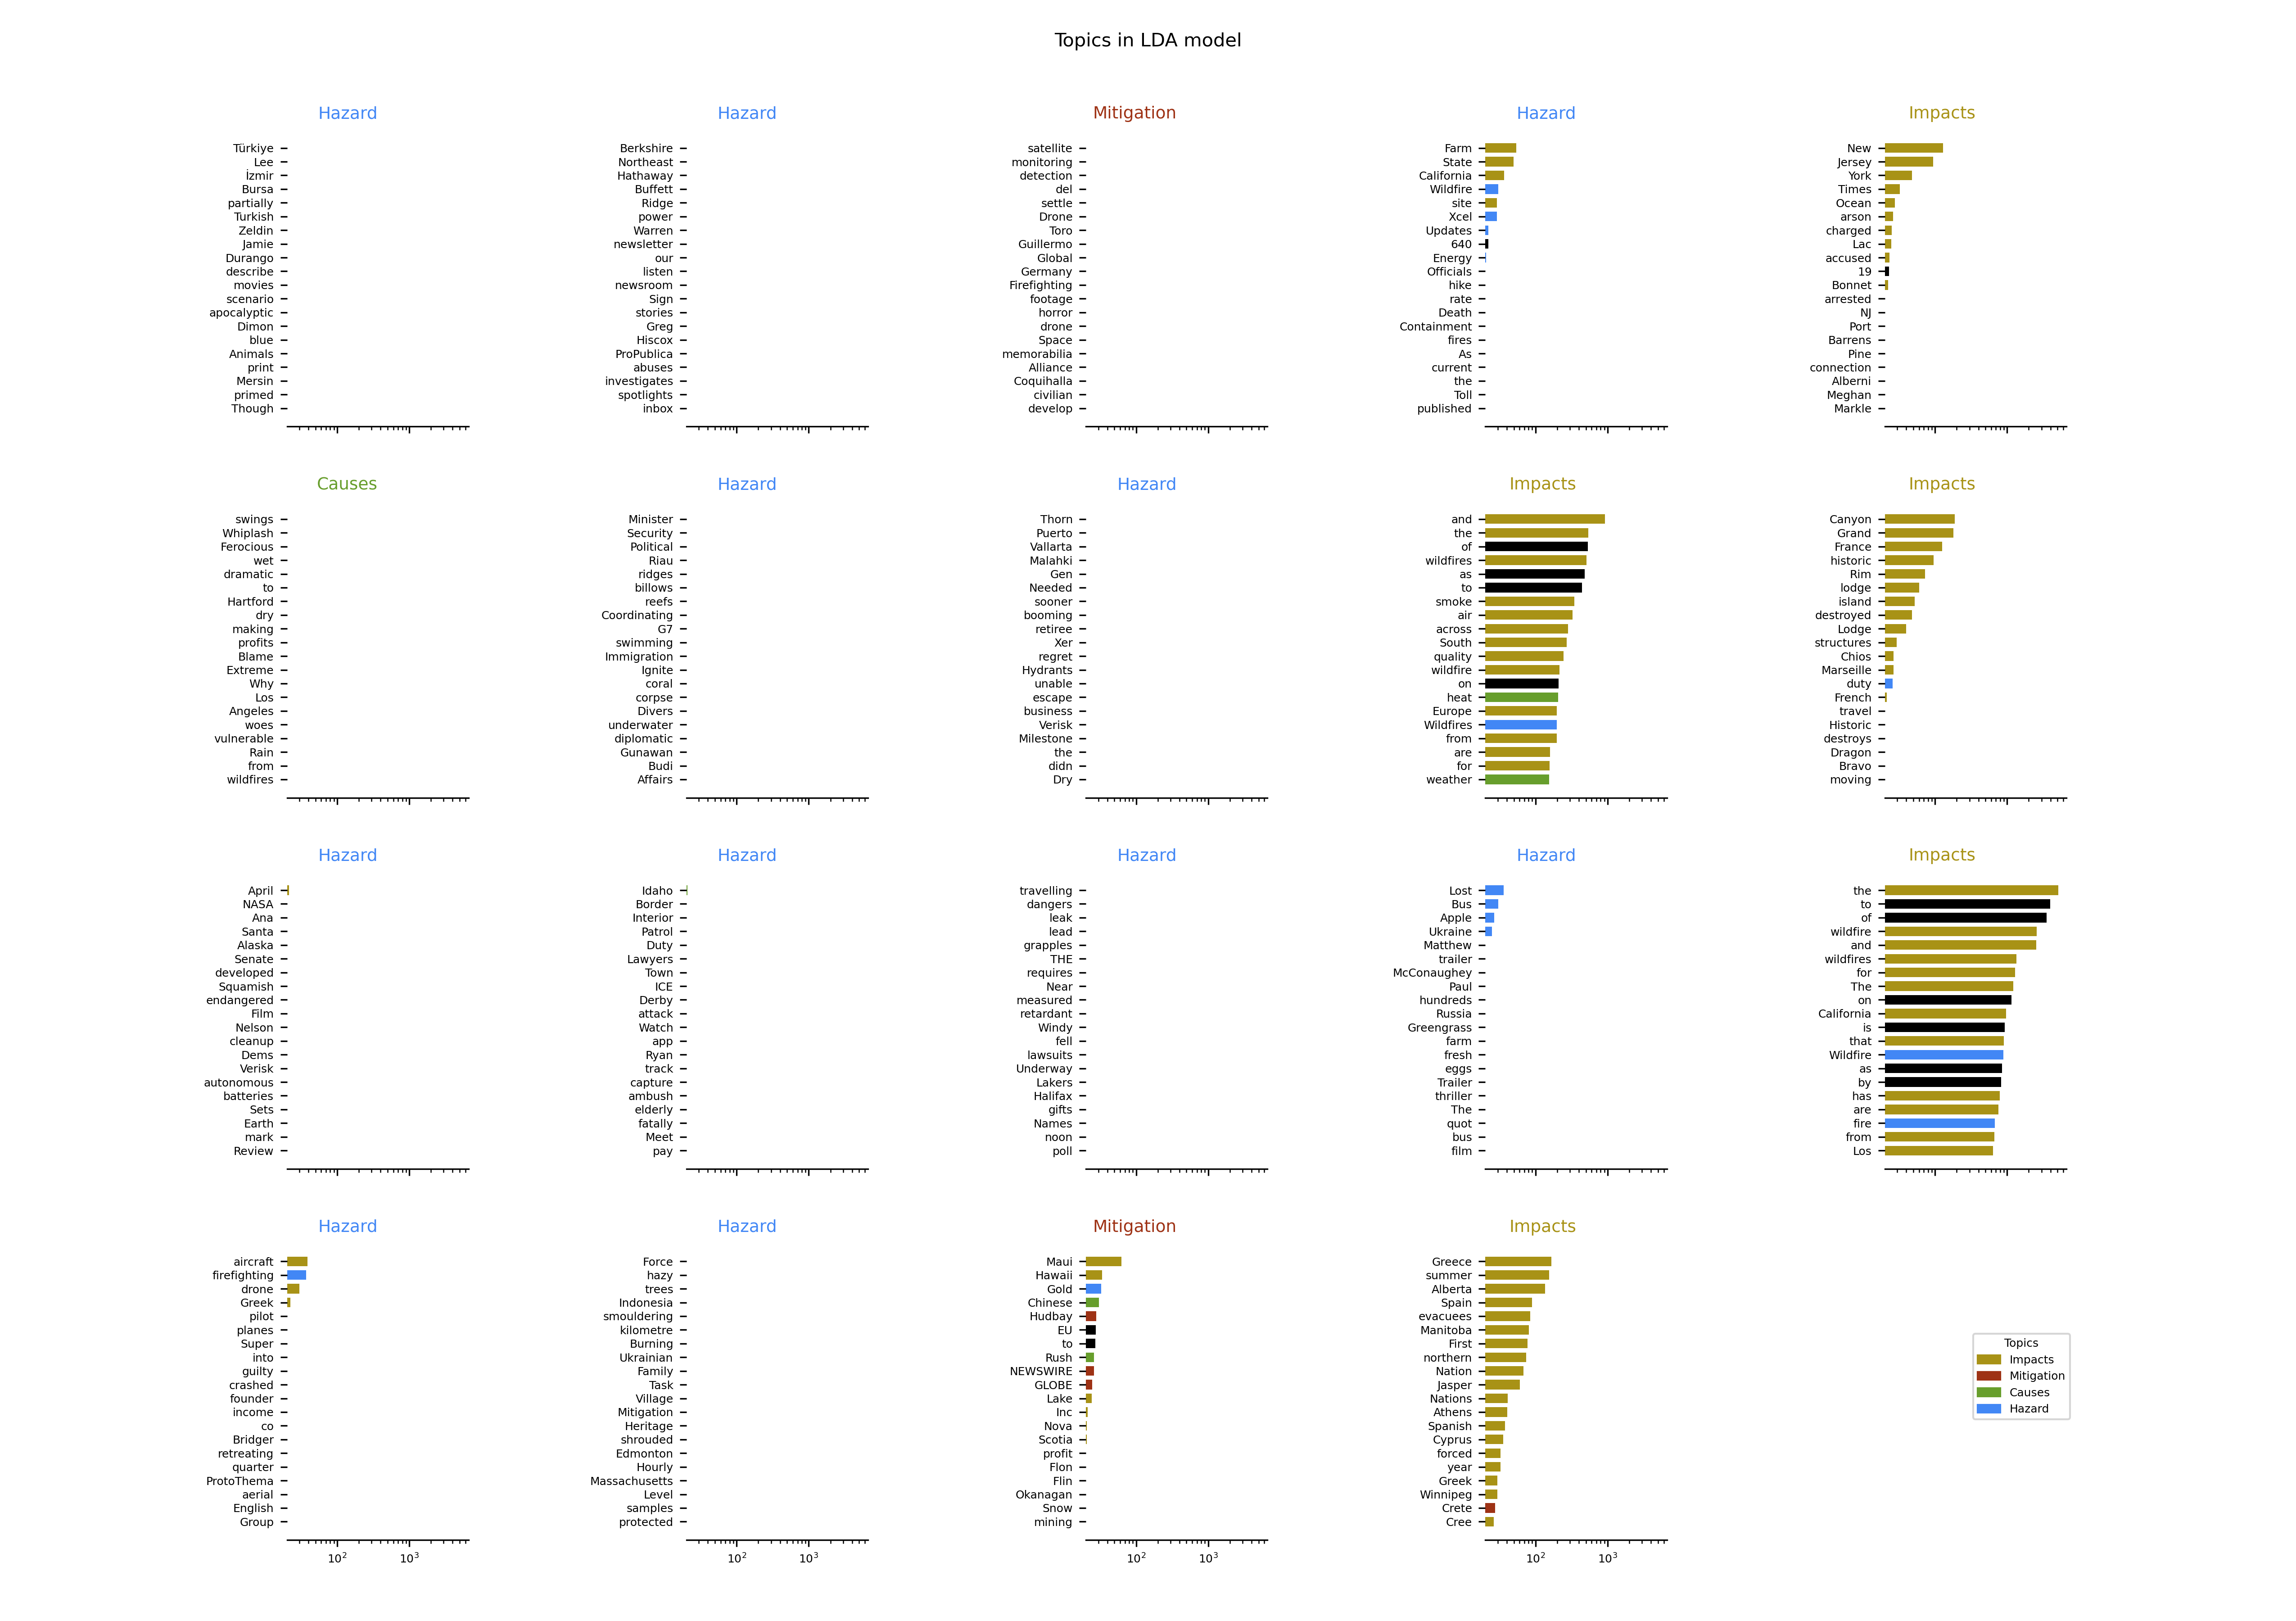 Topics in LDA model
Hazard
Türkiye
Lee
İzmir
Bursa
partially
Turkish
Zeldin
Jamie
Durango
describe
movies
scenario
apocalyptic
Dimon
blue
Animals
print
Mersin
primed
Though
Hazard
Berkshire
Northeast
Hathaway
Buffett
Ridge
power
Warren
newsletter
our
listen
newsroom
Sign
stories
Greg
Hiscox
ProPublica
abuses
investigates
spotlights
inbox
Mitigation
satellite
monitoring
detection
del
settle
Drone
Toro
Guillermo
Global
Germany
Firefighting
footage
horror
drone
Space
memorabilia
Alliance
Coquihalla
civilian
develop
Hazard
Farm
State
California
Wildfire
site
Xcel
Updates
640
Energy
Officials
hike
rate
Death
Containment
fires
As
current
the
Toll
published
Impacts
New
Jersey
York
Times
Ocean
arson
charged
Lac
accused
19
Bonnet
arrested
NJ
Port
Barrens
Pine
connection
Alberni
Meghan
Markle
Causes
swings
Whiplash
Ferocious
wet
dramatic
to
Hartford
dry
making
profits
Blame
Extreme
Why
Los
Angeles
woes
vulnerable
Rain
from
wildfires
Hazard
Minister
Security
Political
Riau
ridges
billows
reefs
Coordinating
G7
swimming
Immigration
Ignite
coral
corpse
Divers
underwater
diplomatic
Gunawan
Budi
Affairs
Hazard
Thorn
Puerto
Vallarta
Malahki
Gen
Needed
sooner
booming
retiree
Xer
regret
Hydrants
unable
escape
business
Verisk
Milestone
the
didn
Dry
Impacts
and
the
of
wildfires
as
to
smoke
air
across
South
quality
wildfire
on
heat
Europe
Wildfires
from
are
for
weather
Impacts
Canyon
Grand
France
historic
Rim
lodge
island
destroyed
Lodge
structures
Chios
Marseille
duty
French
travel
Historic
destroys
Dragon
Bravo
moving
Hazard
April
NASA
Ana
Santa
Alaska
Senate
developed
Squamish
endangered
Film
Nelson
cleanup
Dems
Verisk
autonomous
batteries
Sets
Earth
mark
Review
Hazard
Idaho
Border
Interior
Patrol
Duty
Lawyers
Town
ICE
Derby
attack
Watch
app
Ryan
track
capture
ambush
elderly
fatally
Meet
pay
Hazard
travelling
dangers
leak
lead
grapples
THE
requires
Near
measured
retardant
Windy
fell
lawsuits
Underway
Lakers
Halifax
gifts
Names
noon
poll
Hazard
Lost
Bus
Apple
Ukraine
Matthew
trailer
McConaughey
Paul
hundreds
Russia
Greengrass
farm
fresh
eggs
Trailer
thriller
The
quot
bus
film
Impacts
the
to
of
wildfire
and
wildfires
for
The
on
California
is
that
Wildfire
as
by
has
are
fire
from
Los
Hazard
aircraft
firefighting
drone
Greek
pilot
planes
Super
into
guilty
crashed
founder
income
co
Bridger
retreating
quarter
ProtoThema
aerial
English
Group
10² 10³
Hazard
Force
hazy
trees
Indonesia
smouldering
kilometre
Burning
Ukrainian
Family
Task
Village
Mitigation
Heritage
shrouded
Edmonton
Hourly
Massachusetts
Level
samples
protected
10² 10³
Mitigation
Maui
Hawaii
Gold
Chinese
Hudbay
EU
to
Rush
NEWSWIRE
GLOBE
Lake
Inc
Nova
Scotia
profit
Flon
Flin
Okanagan
Snow
mining
10² 10³
Impacts
Greece
summer
Alberta
Spain
evacuees
Manitoba
First
northern
Nation
Jasper
Nations
Athens
Spanish
Cyprus
forced
year
Greek
Winnipeg
Crete
Cree
10² 10³
Topics
Impacts
Mitigation
Causes
Hazard